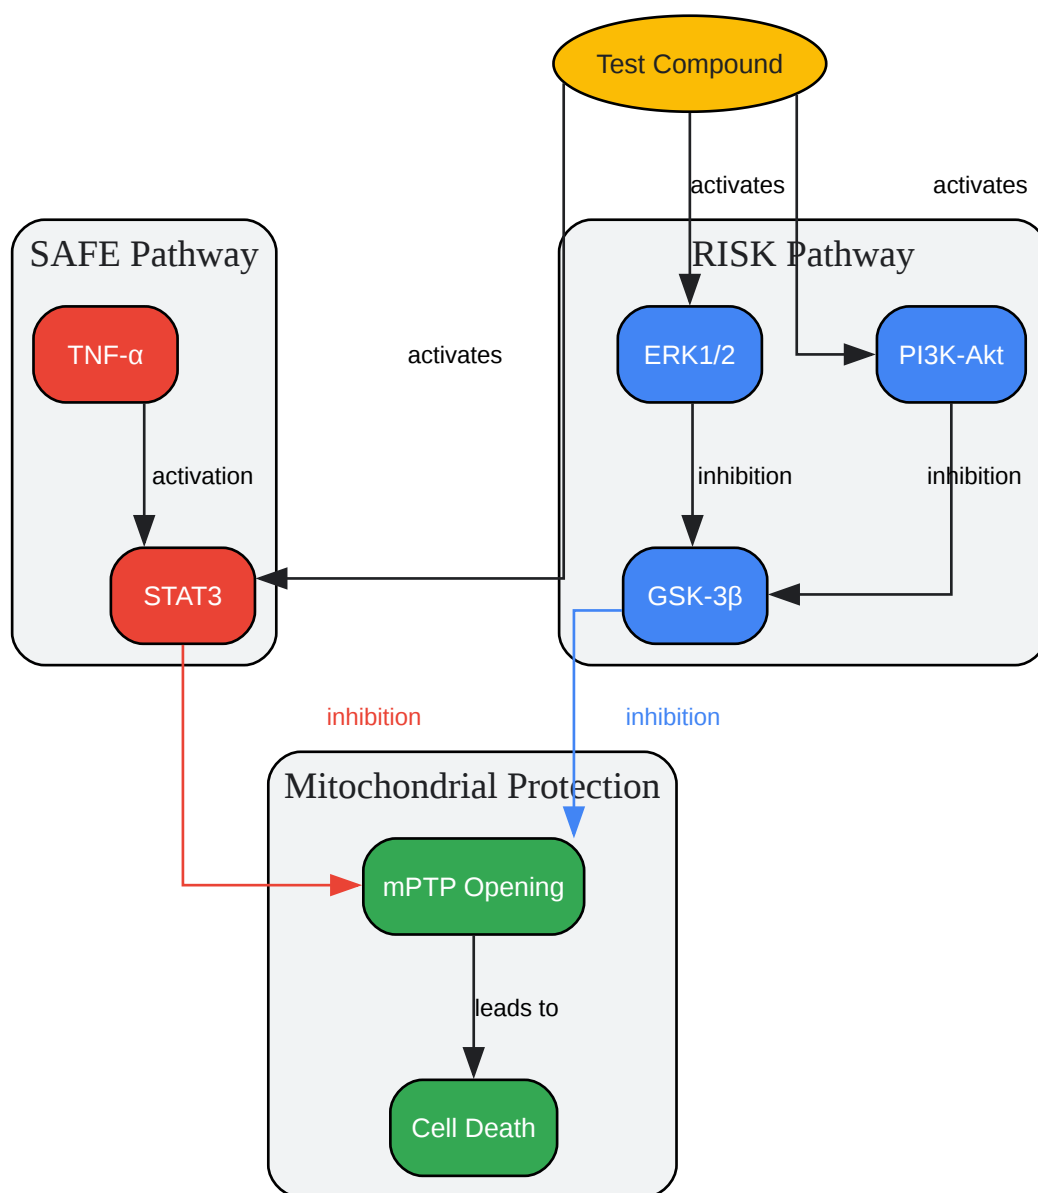 Test Compound
activates
activates
SAFE Pathway
RISK Pathway
TNF-α
activates
ERK1/2
PI3K-Akt
activation
inhibition
inhibition
STAT3
GSK-3β
inhibition
inhibition
Mitochondrial Protection
mPTP Opening
leads to
Cell Death